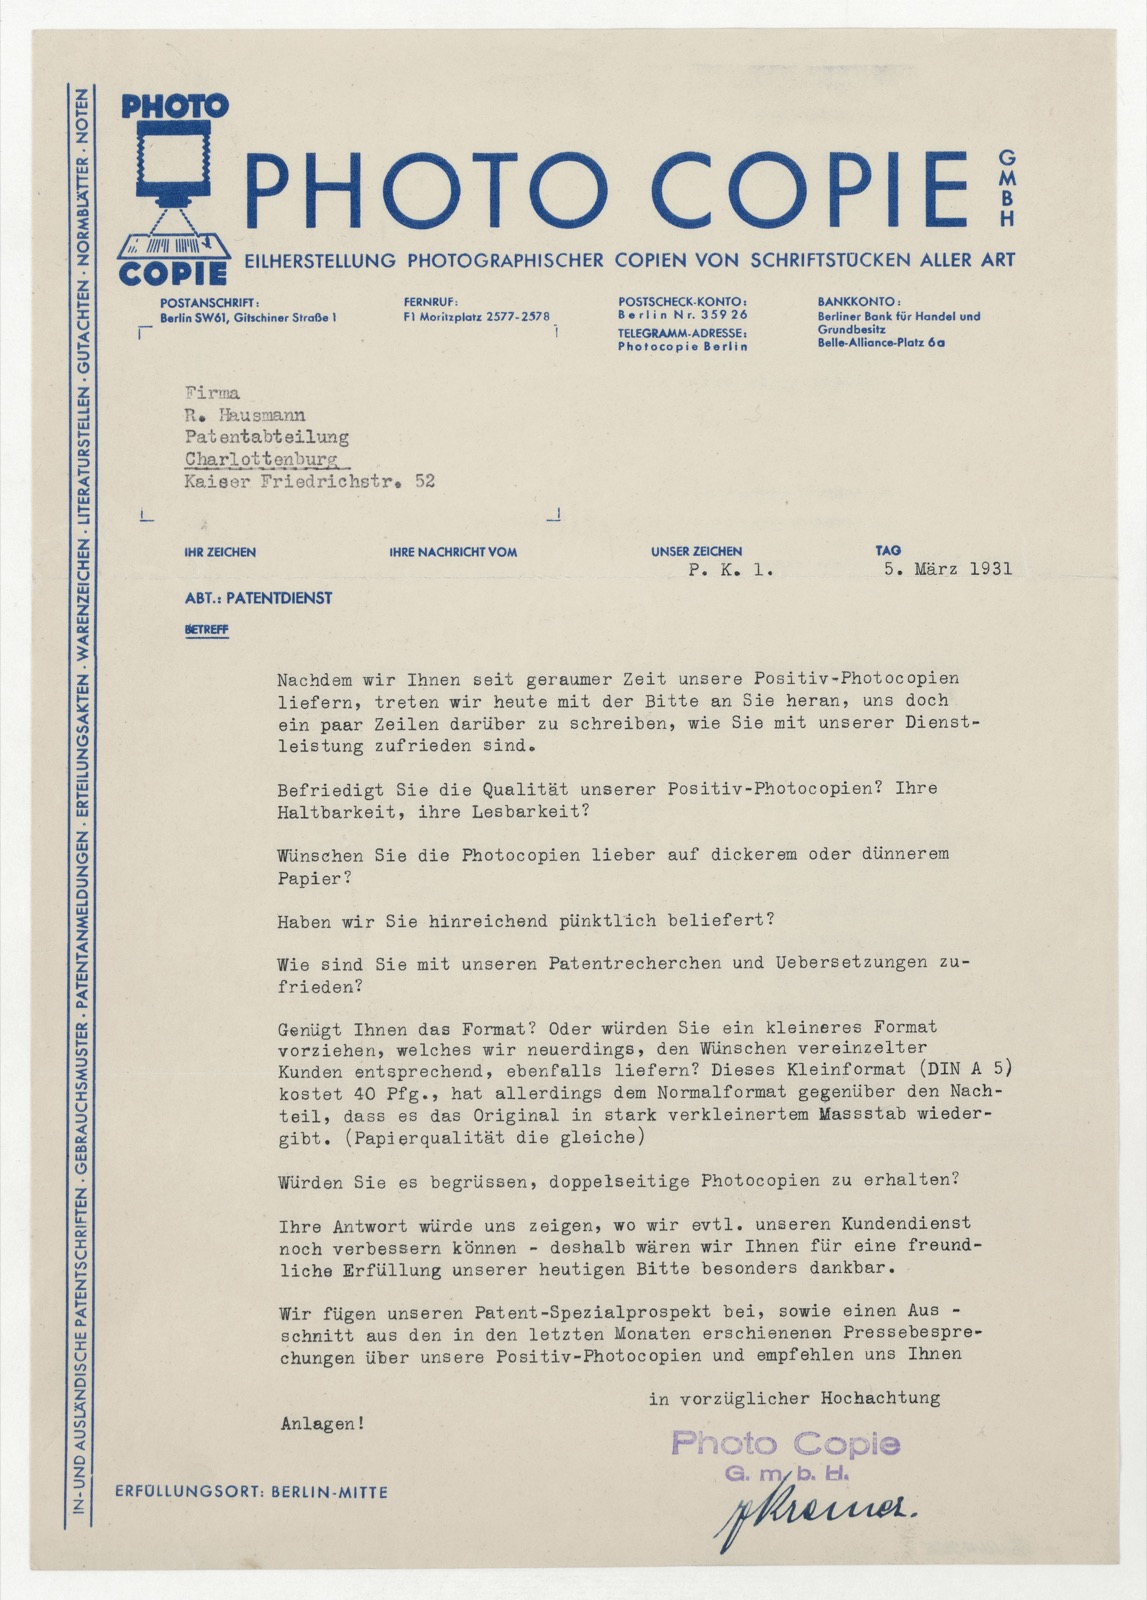 PHOTO
COPIE
PHOTO COPIE GMBH
EILHERSTELLUNG PHOTOGRAPHISCHER COPIEN VON SCHRIFTSTÜCKEN ALLER ART
POSTANSCHRIFT:
Berlin SW61, Gitschiner Straße 1
FERNRUF:
F1 Moritzplatz 2577-2578
POSTSCHECK-KONTO:
Berlin Nr. 35926
TELEGRAMM-ADRESSE:
Photocopie Berlin
BANKKONTO:
Berliner Bank für Handel und
Grundbesitz
Belle-Alliance-Platz 6a
IN- UND AUSLÄNDISCHE PATENTSCHRIFTEN · GEBRAUCHSMUSTER · PATENTANMELDUNGEN · ERTEILUNGSAKTEN · WARENZEICHEN · LITERATURSTELLEN · GUTACHTEN · NORMBLÄTTER · NOTEN
Firma
R. Hausmann
Patentabteilung
Charlottenburg
Kaiser Friedrichstr. 52
IHR ZEICHEN
IHRE NACHRICHT VOM
UNSER ZEICHEN
P. K. 1.
TAG
5. März 1931
ABT.: PATENTDIENST
BETREFF
Nachdem wir Ihnen seit geraumer Zeit unsere Positiv-Photocopien
liefern, treten wir heute mit der Bitte an Sie heran, uns doch
ein paar Zeilen darüber zu schreiben, wie Sie mit unserer Dienst-
leistung zufrieden sind.
Befriedigt Sie die Qualität unserer Positiv-Photocopien? Ihre
Haltbarkeit, ihre Lesbarkeit?
Wünschen Sie die Photocopien lieber auf dickerem oder dünnerem
Papier?
Haben wir Sie hinreichend pünktlich beliefert?
Wie sind Sie mit unseren Patentrecherchen und Uebersetzungen zu-
frieden?
Genügt Ihnen das Format? Oder würden Sie ein kleineres Format
vorziehen, welches wir neuerdings, den Wünschen vereinzelter
Kunden entsprechend, ebenfalls liefern? Dieses Kleinformat (DIN A 5)
kostet 40 Pfg., hat allerdings dem Normalformat gegenüber den Nach-
teil, dass es das Original in stark verkleinertem Massstab wieder-
gibt. (Papierqualität die gleiche)
Würden Sie es begrüssen, doppelseitige Photocopien zu erhalten?
Ihre Antwort würde uns zeigen, wo wir evtl. unseren Kundendienst
noch verbessern können - deshalb wären wir Ihnen für eine freund-
liche Erfüllung unserer heutigen Bitte besonders dankbar.
Wir fügen unseren Patent-Spezialprospekt bei, sowie einen Aus -
schnitt aus den in den letzten Monaten erschienenen Pressebespre-
chungen über unsere Positiv-Photocopien und empfehlen uns Ihnen
in vorzüglicher Hochachtung
Anlagen!
Photo Copie
G. m. b. H.
ERFÜLLUNGSORT: BERLIN-MITTE